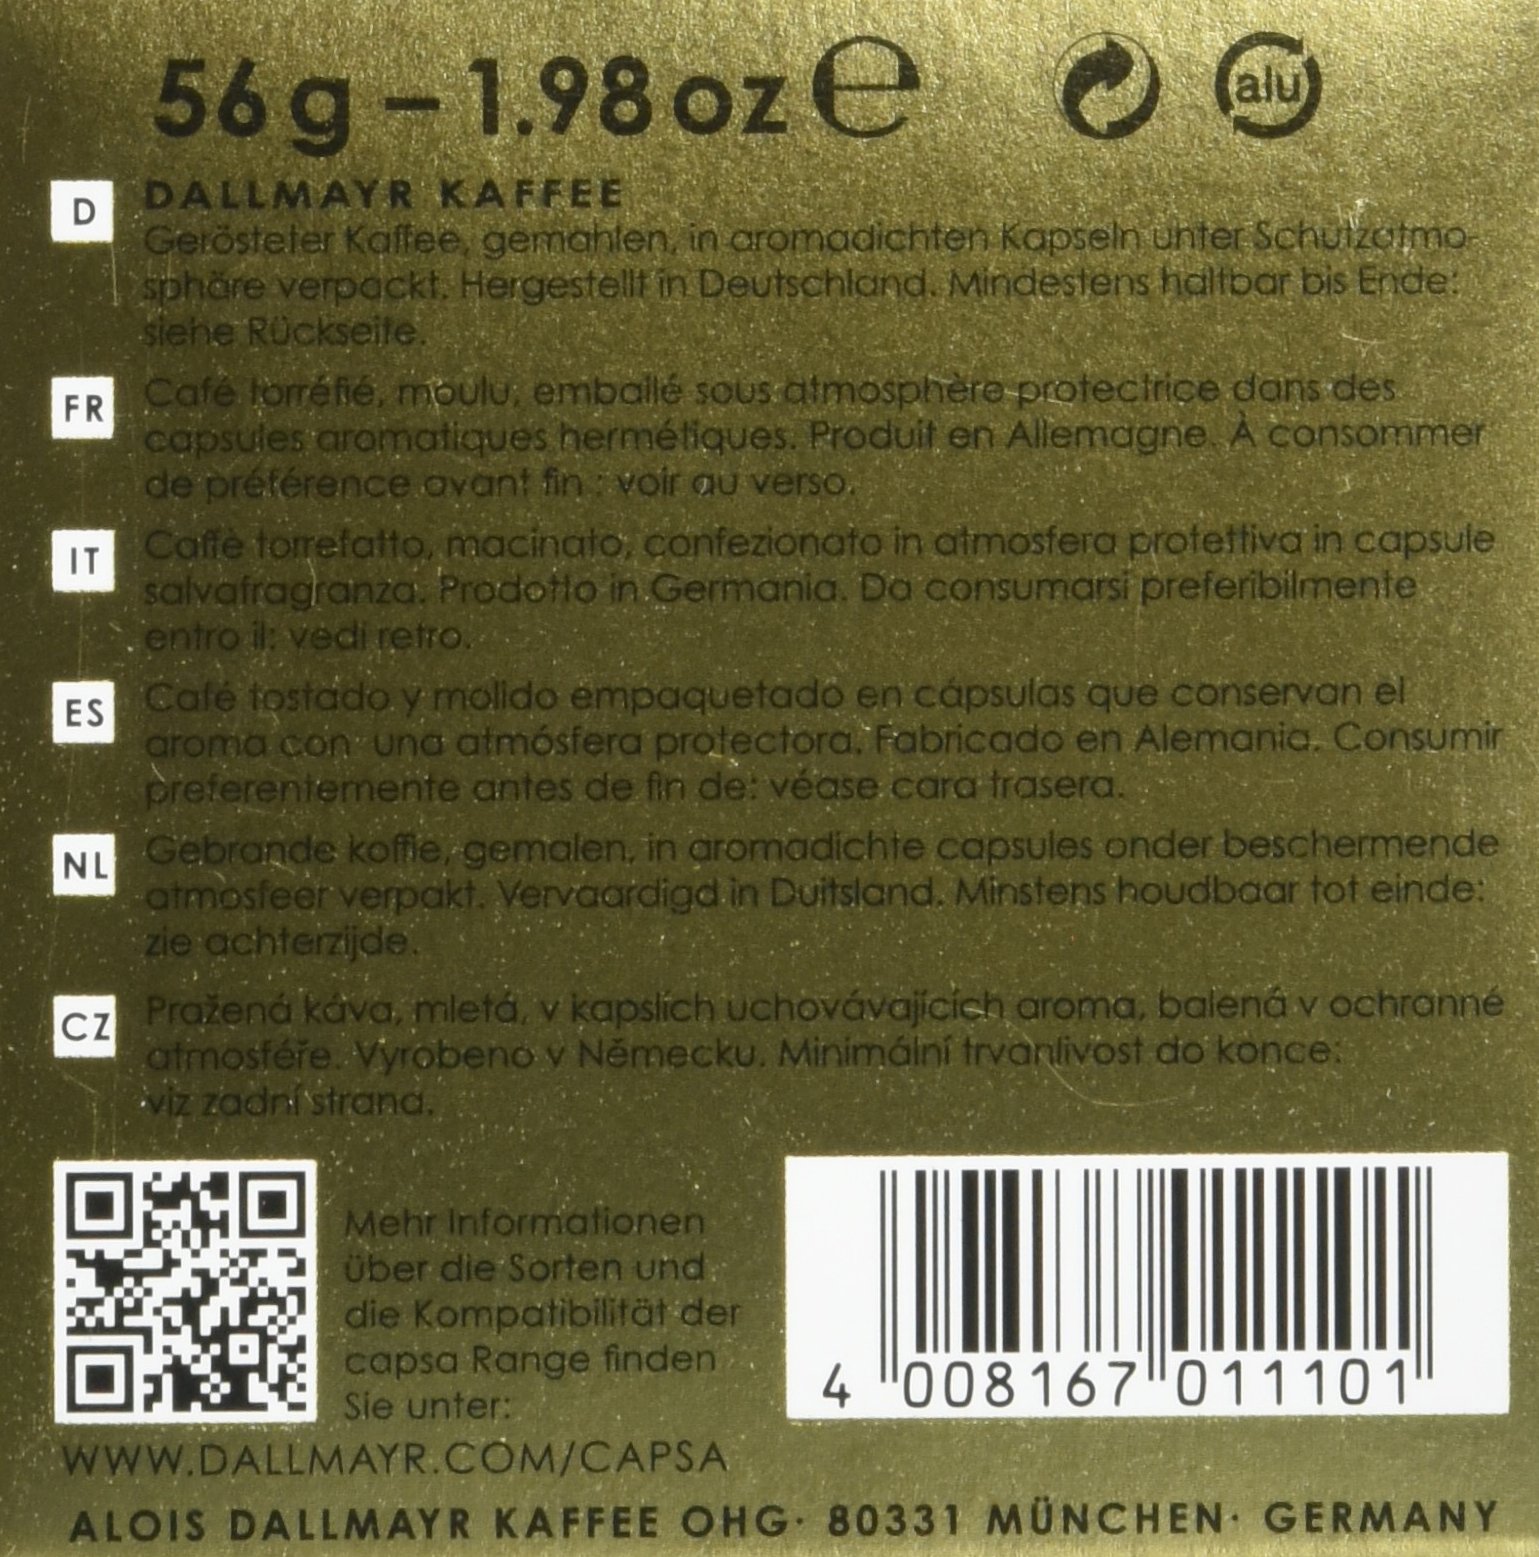 56 g – 1.98 oz ℮
alu
D
DALLMAYR KAFFEE
Gerösteter Kaffee, gemahlen, in aromadichten Kapseln unter Schutzatmo-
sphäre verpackt. Hergestellt in Deutschland. Mindestens haltbar bis Ende:
siehe Rückseite.
FR
Café torréfié, moulu, emballé sous atmosphère protectrice dans des
capsules aromatiques hermétiques. Produit en Allemagne. À consommer
de préférence avant fin : voir au verso.
IT
Caffè torrefatto, macinato, confezionato in atmosfera protettiva in capsule
salvafragranza. Prodotto in Germania. Da consumarsi preferibilmente
entro il: vedi retro.
ES
Café tostado y molido empaquetado en cápsulas que conservan el
aroma con una atmósfera protectora. Fabricado en Alemania. Consumir
preferentemente antes de fin de: véase cara trasera.
NL
Gebrande koffie, gemalen, in aromadichte capsules onder beschermende
atmosfeer verpakt. Vervaardigd in Duitsland. Minstens houdbaar tot einde:
zie achterzijde.
CZ
Pražená káva, mletá, v kapslích uchovávajících aroma, balená v ochranné
atmosféře. Vyrobeno v Německu. Minimální trvanlivost do konce:
viz zadní strana.
Mehr Informationen
über die Sorten und
die Kompatibilität der
capsa Range finden
Sie unter:
WWW.DALLMAYR.COM/CAPSA
4 008167 011101
ALOIS DALLMAYR KAFFEE OHG· 80331 MÜNCHEN· GERMANY